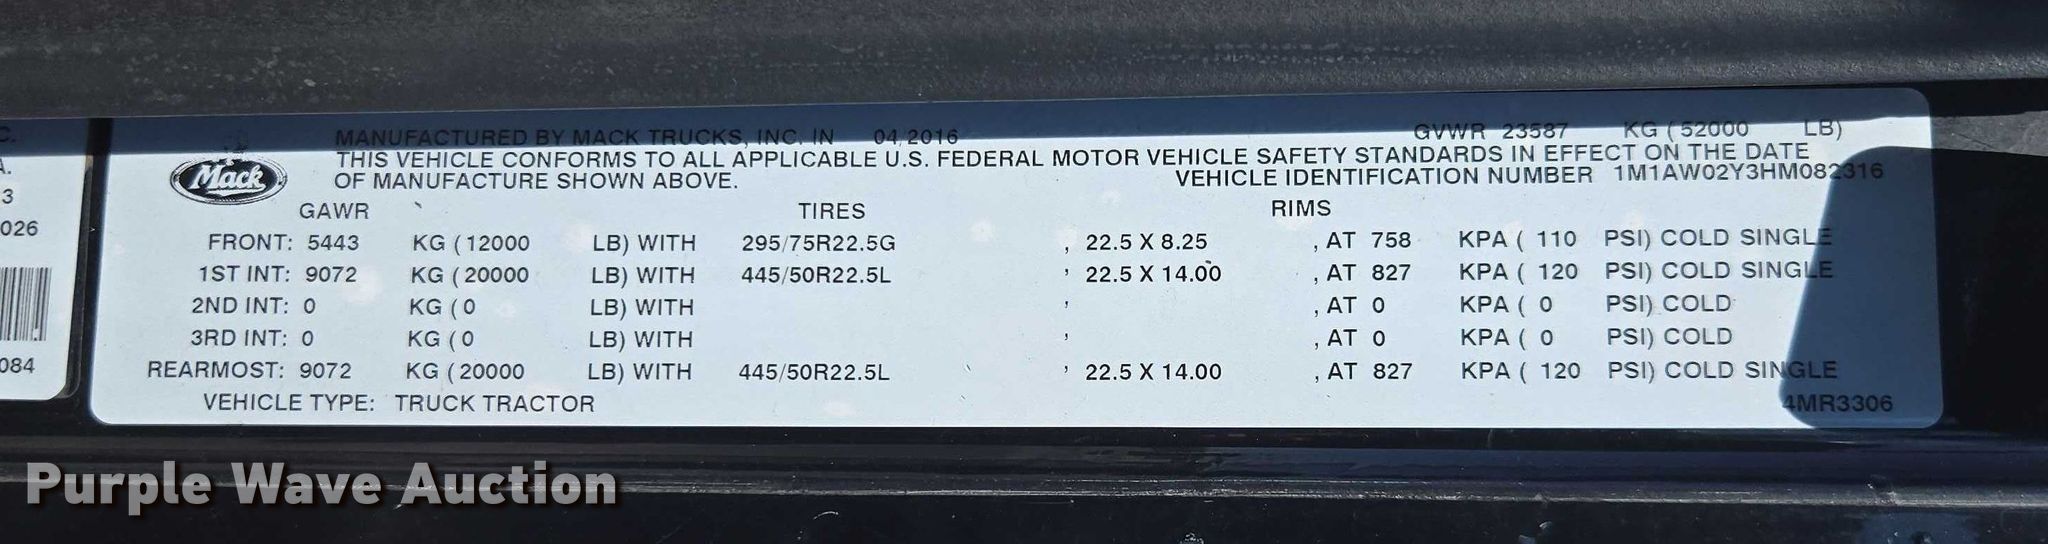 C.
A.
3
026
084
MANUFACTURED BY MACK TRUCKS, INC. IN 04/2016 GVWR 23587 KG (52000 LB)
THIS VEHICLE CONFORMS TO ALL APPLICABLE U.S. FEDERAL MOTOR VEHICLE SAFETY STANDARDS IN EFFECT ON THE DATE
OF MANUFACTURE SHOWN ABOVE. VEHICLE IDENTIFICATION NUMBER 1M1AW02Y3HM082316
Mack
GAWR TIRES RIMS
FRONT: 5443 KG (12000 LB) WITH 295/75R22.5G , 22.5 X 8.25 , AT 758 KPA ( 110 PSI) COLD SINGLE
1ST INT: 9072 KG (20000 LB) WITH 445/50R22.5L , 22.5 X 14.00 , AT 827 KPA ( 120 PSI) COLD SINGLE
2ND INT: 0 KG (0 LB) WITH , , AT 0 KPA ( 0 PSI) COLD
3RD INT: 0 KG (0 LB) WITH , , AT 0 KPA ( 0 PSI) COLD
REARMOST: 9072 KG (20000 LB) WITH 445/50R22.5L , 22.5 X 14.00 , AT 827 KPA ( 120 PSI) COLD SINGLE
VEHICLE TYPE: TRUCK TRACTOR 4MR3306
Purple Wave Auction